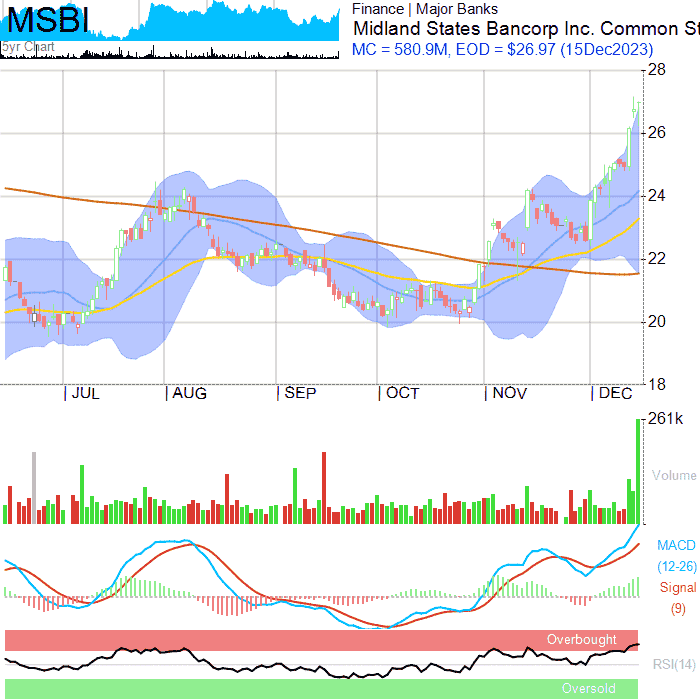 MSBI
5yr Chart
Finance | Major Banks
Midland States Bancorp Inc. Common St
MC = 580.9M, EOD = $26.97 (15Dec2023)
28
26
24
22
20
18
JUL
AUG
SEP
OCT
NOV
DEC
261k
Volume
MACD
(12-26)
Signal
(9)
Overbought
RSI(14)
Oversold